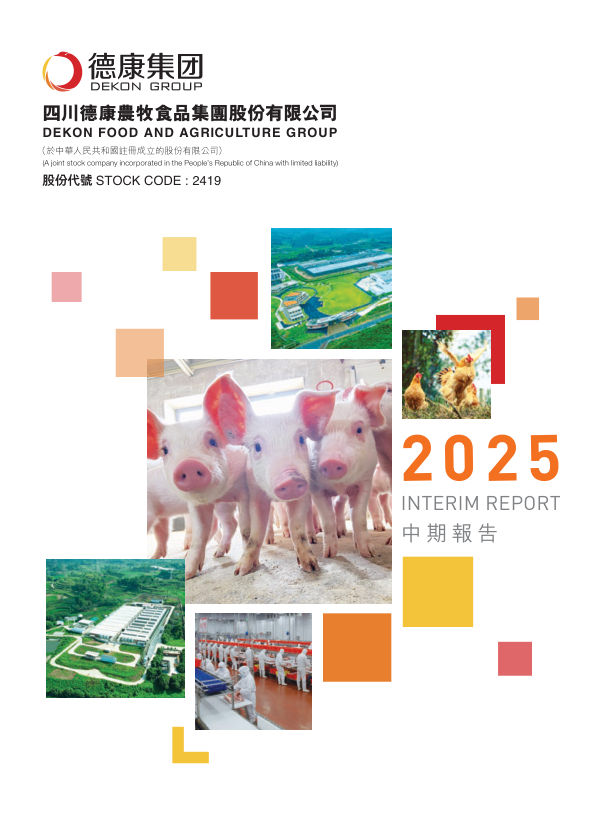 德康集团
DEKON GROUP
四川德康農牧食品集團股份有限公司
DEKON FOOD AND AGRICULTURE GROUP
（於中華人民共和國註冊成立的股份有限公司）
(A joint stock company incorporated in the People's Republic of China with limited liability)
股份代號 STOCK CODE : 2419
2025
INTERIM REPORT
中期報告